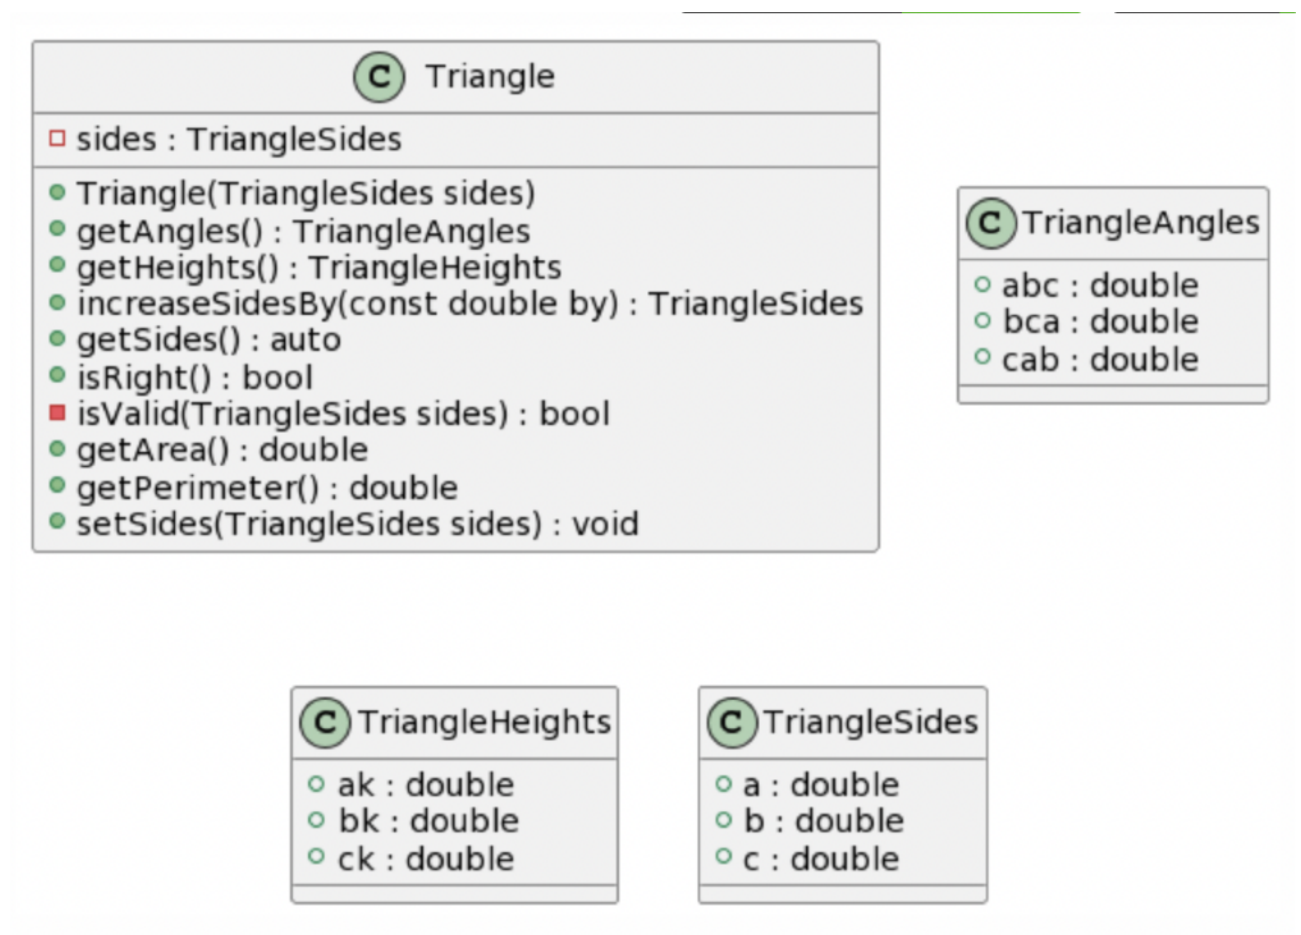 C Triangle
sides : TriangleSides
Triangle(TriangleSides sides)
getAngles() : TriangleAngles
getHeights() : TriangleHeights
increaseSidesBy(const double by) : TriangleSides
getSides() : auto
isRight() : bool
isValid(TriangleSides sides) : bool
getArea() : double
getPerimeter() : double
setSides(TriangleSides sides) : void
C TriangleAngles
abc : double
bca : double
cab : double
C TriangleHeights
ak : double
bk : double
ck : double
C TriangleSides
a : double
b : double
c : double